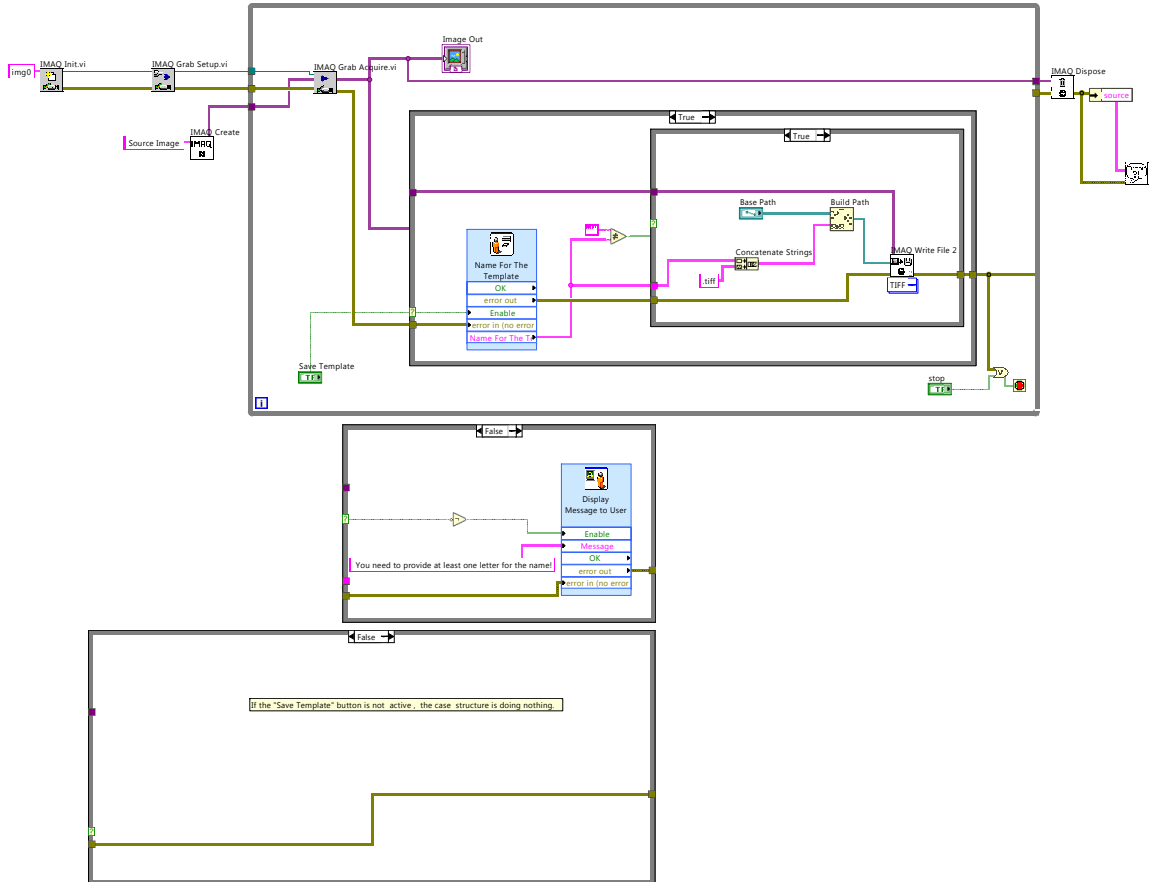 Image Out
IMAQ Init.vi
IMAQ Grab Setup.vi
IMAQ Grab Acquire.vi
IMAQ Dispose
img0
source
True
IMAQ Create
IMAQ
Source Image
True
Base Path
Build Path
Name For The
Template
Concatenate Strings
IMAQ Write File 2
.tiff
TIFF
OK
error out
Enable
error in (no error
Name For The Te
Save Template
TF
stop
TF
i
False
Display
Message to User
Enable
Message
OK
You need to provide at least one letter for the name!
error out
error in (no error
False
If the "Save Template" button is not active, the case structure is doing nothing.